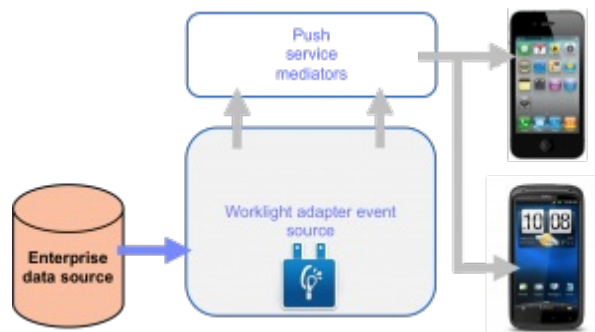 Push
service
mediators
Worklight adapter event
source
Enterprise
data source
10 08